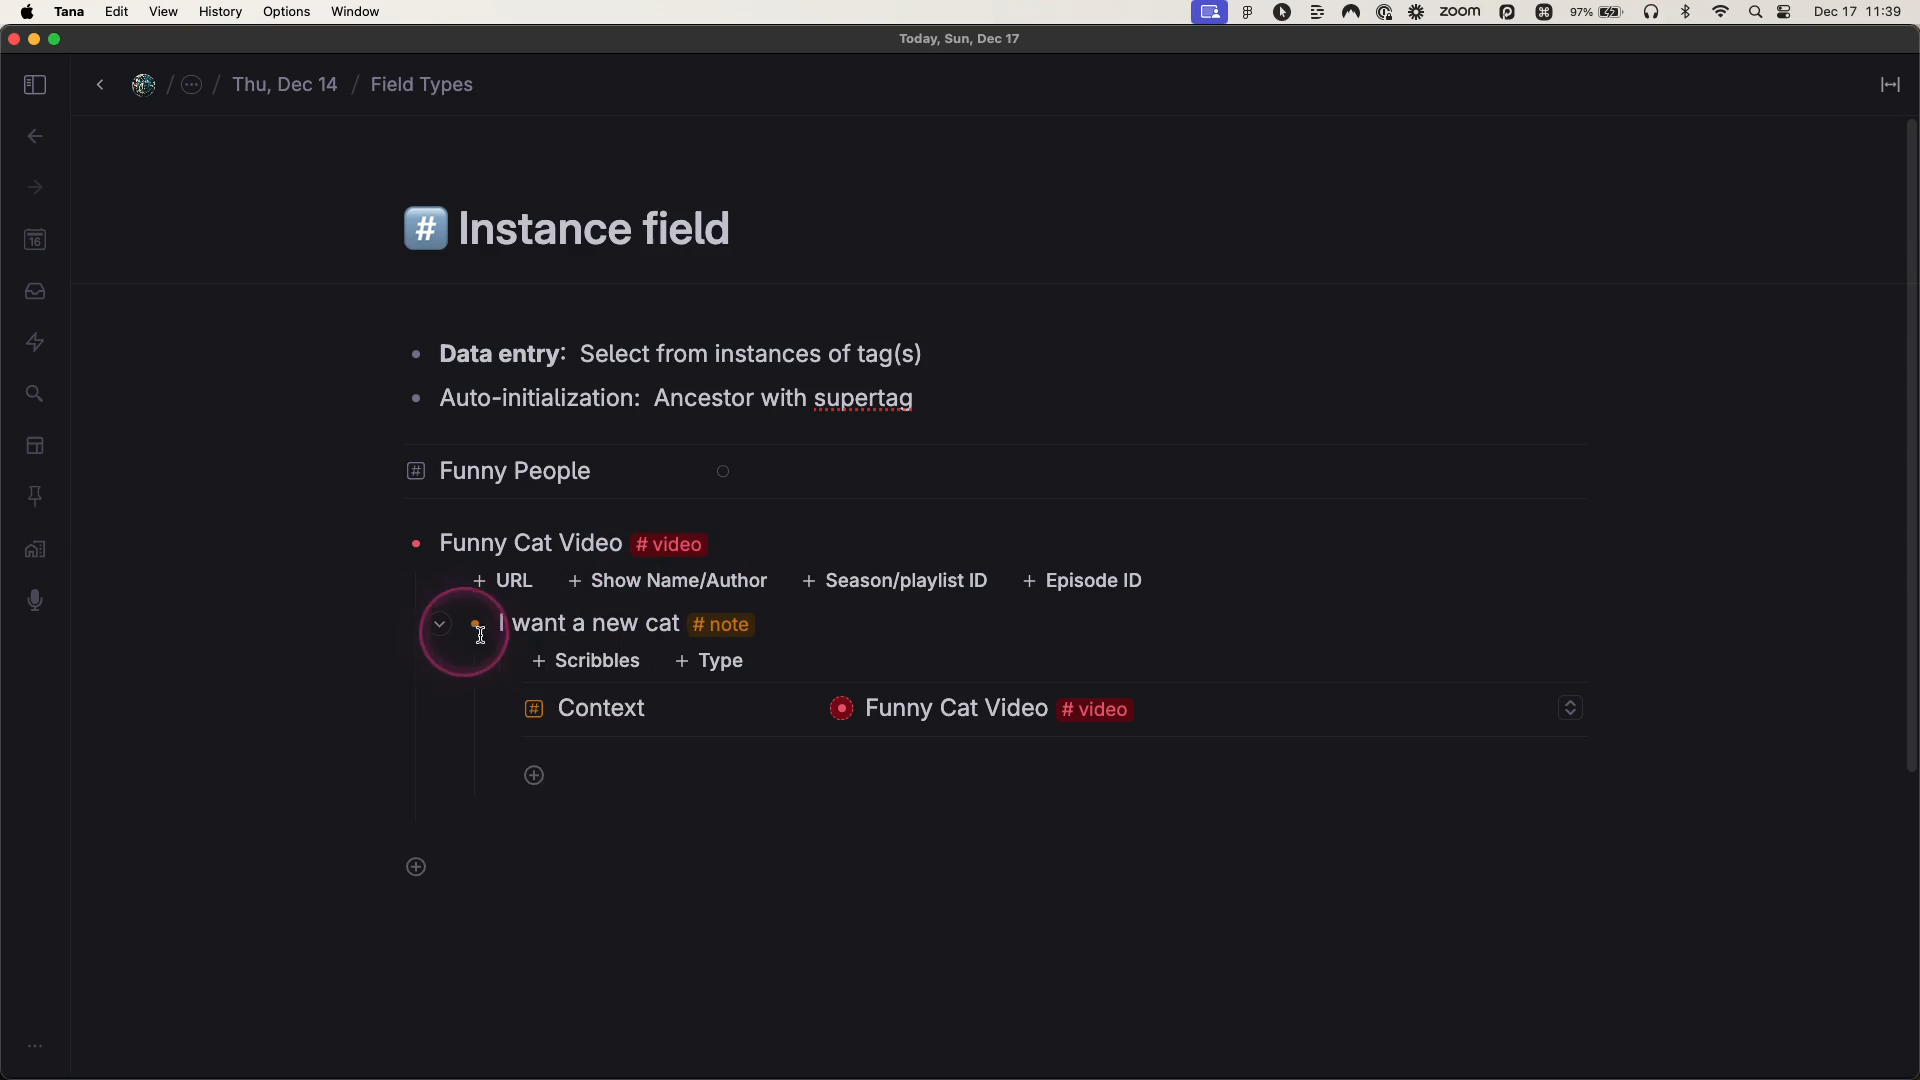 Tana Edit View History Options Window zoom 97% Dec 17 11:39
Today, Sun, Dec 17
/ / Thu, Dec 14 / Field Types
16
# Instance field
Data entry: Select from instances of tag(s)
Auto-initialization: Ancestor with supertag
# Funny People
Funny Cat Video # video
+ URL + Show Name/Author + Season/playlist ID + Episode ID
I want a new cat # note
+ Scribbles + Type
# Context Funny Cat Video # video